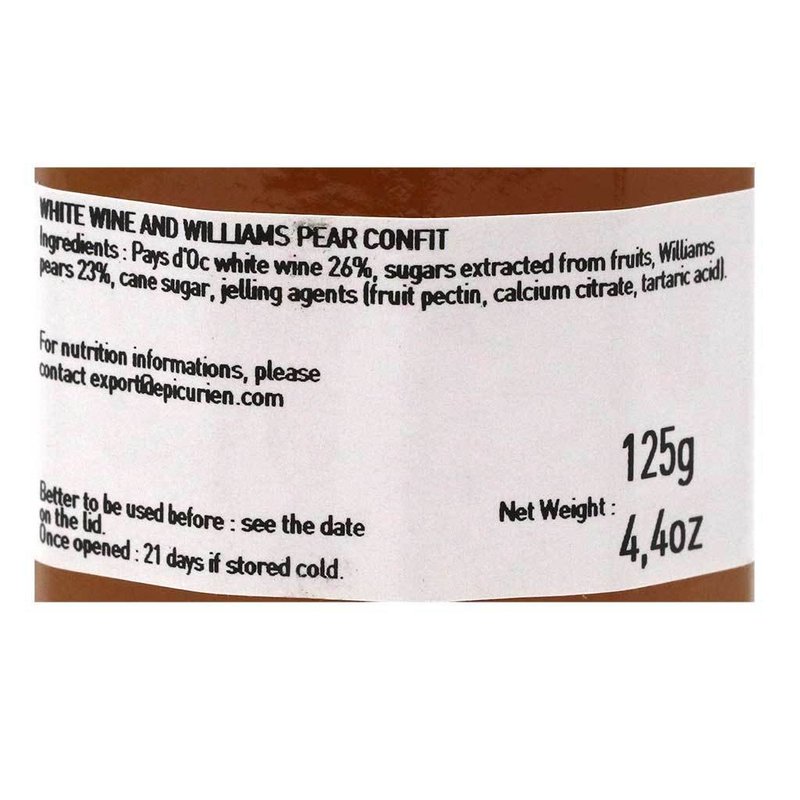 WHITE WINE AND WILLIAMS PEAR CONFIT
Ingredients : Pays d'Oc white wine 26%, sugars extracted from fruits, Williams
pears 23%, cane sugar, jelling agents (fruit pectin, calcium citrate, tartaric acid).
For nutrition informations, please
contact export@epicurien.com
Better to be used before : see the date
on the lid.
Once opened : 21 days if stored cold.
125g
Net Weight :
4,4oz